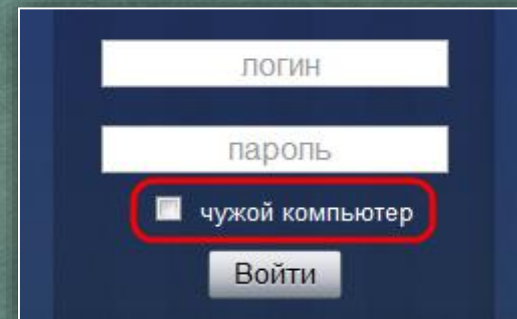 логин
пароль
чужой компьютер
Войти